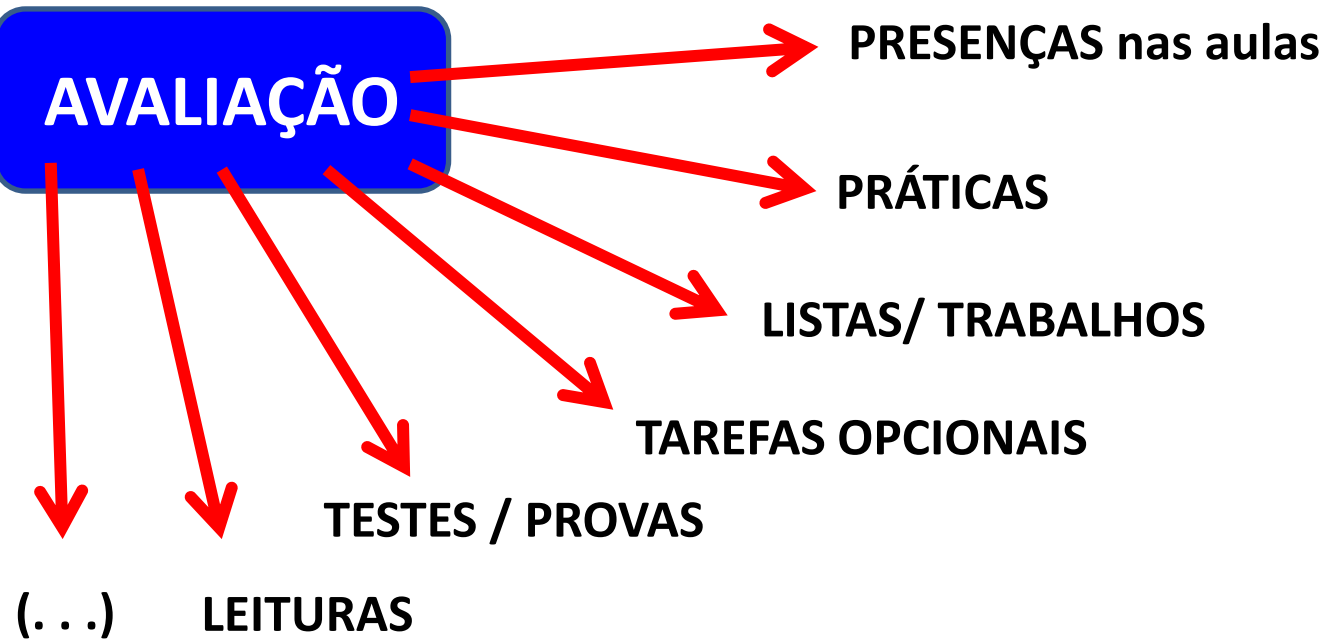 PRESENÇAS nas aulas
AVALIAÇÃO
PRÁTICAS
LISTAS/ TRABALHOS
TAREFAS OPCIONAIS
TESTES / PROVAS
(. . .) LEITURAS